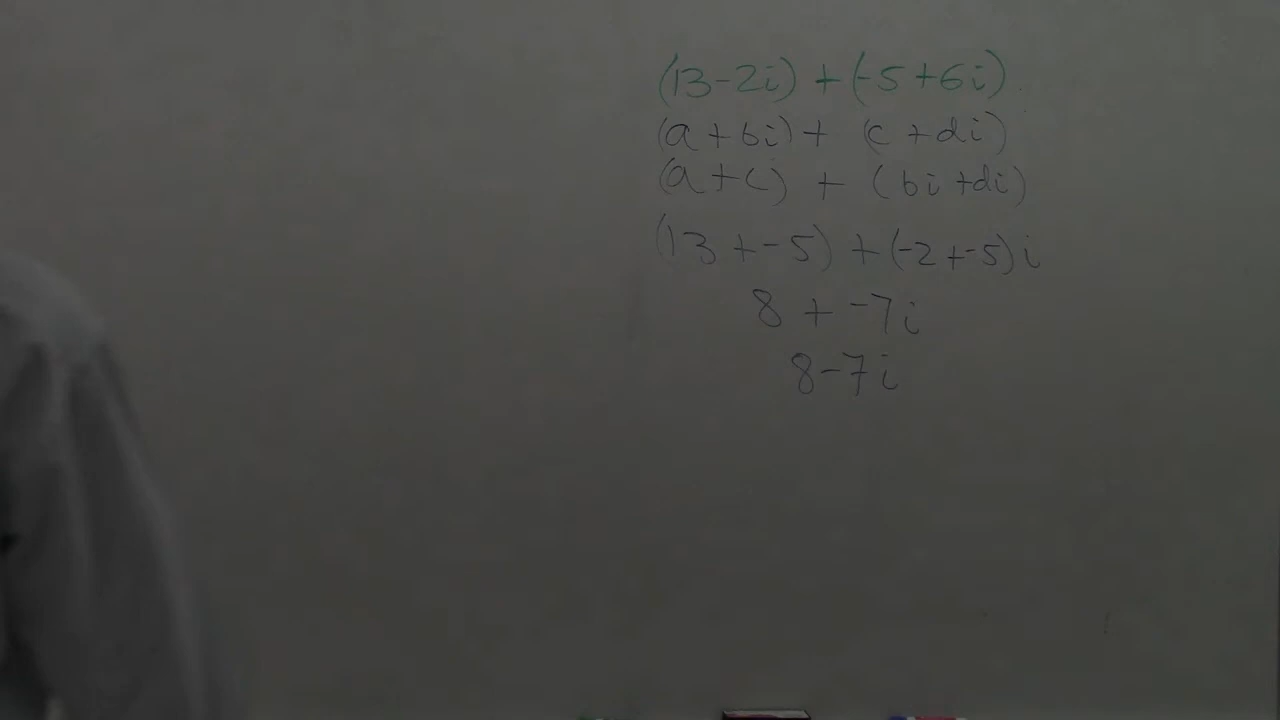 (13-2i) + (-5+6i)
(a + bi) + (c + di)
(a + c) + (bi + di)
(13 + -5) + (-2 + -5)i
8 + -7i
8-7i